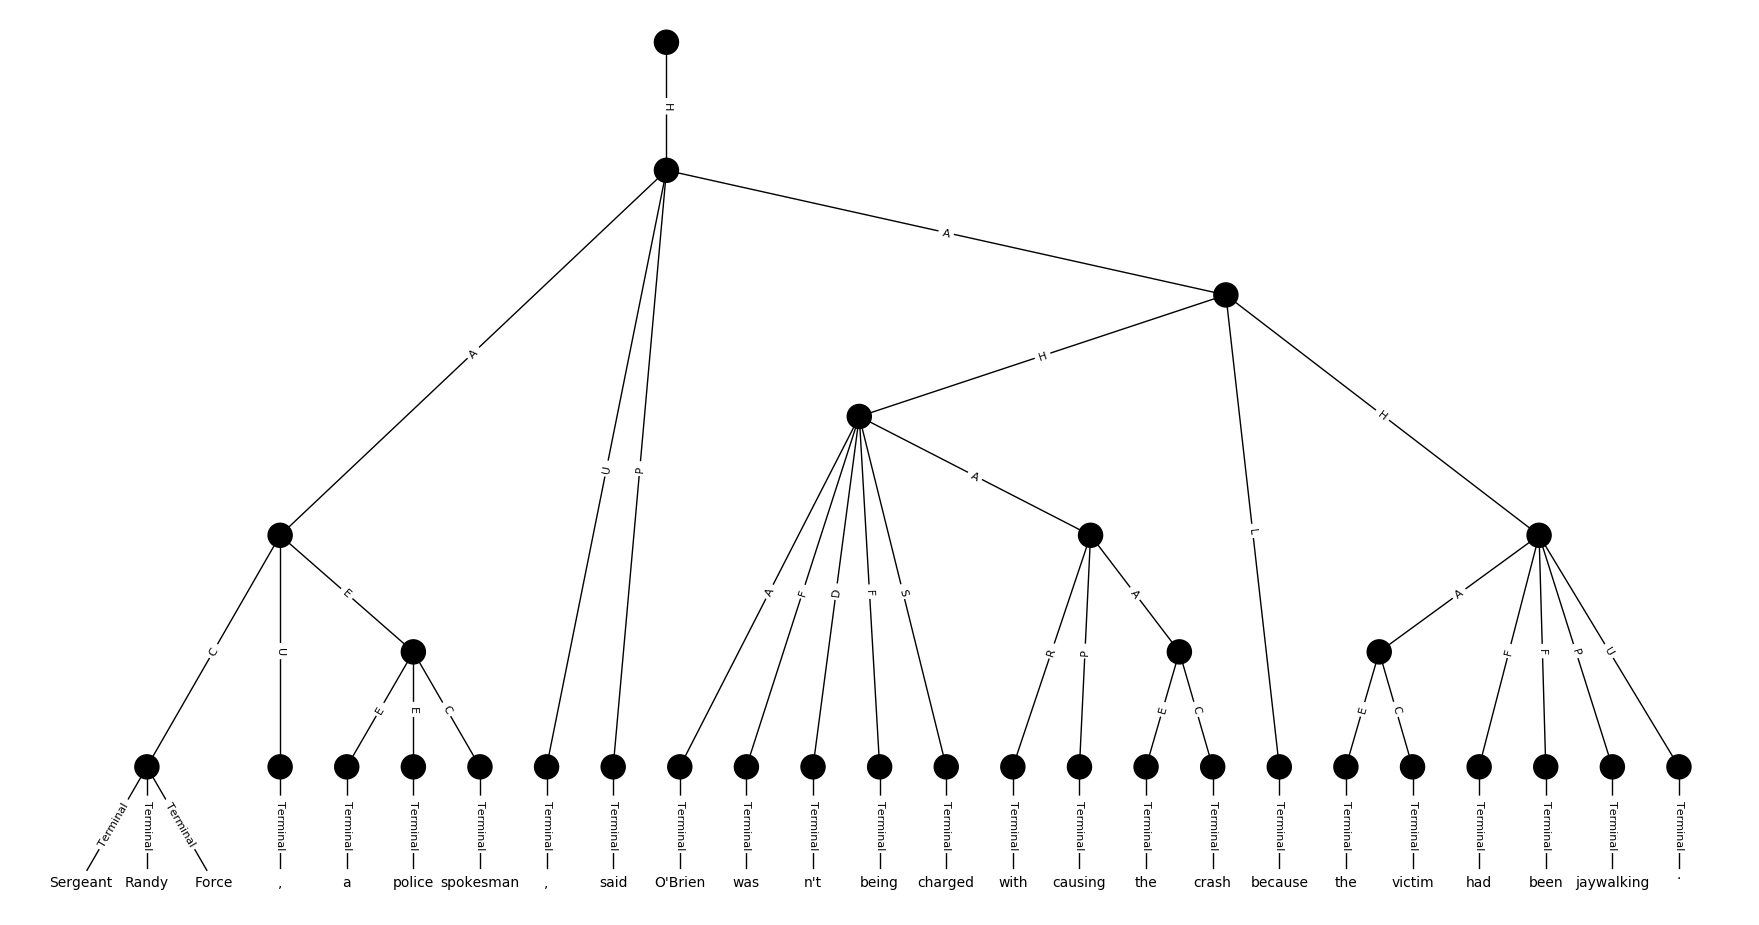 H
A
A
H
H
U P
A
L
A F D F S
E
A
A
C U
R P
F F P U
E E C
E C
E C
Terminal Terminal Terminal Terminal Terminal Terminal Terminal Terminal Terminal Terminal Terminal Terminal Terminal Terminal Terminal Terminal Terminal Terminal Terminal Terminal Terminal Terminal Terminal Terminal Terminal
Sergeant Randy Force , a police spokesman , said O'Brien was n't being charged with causing the crash because the victim had been jaywalking .